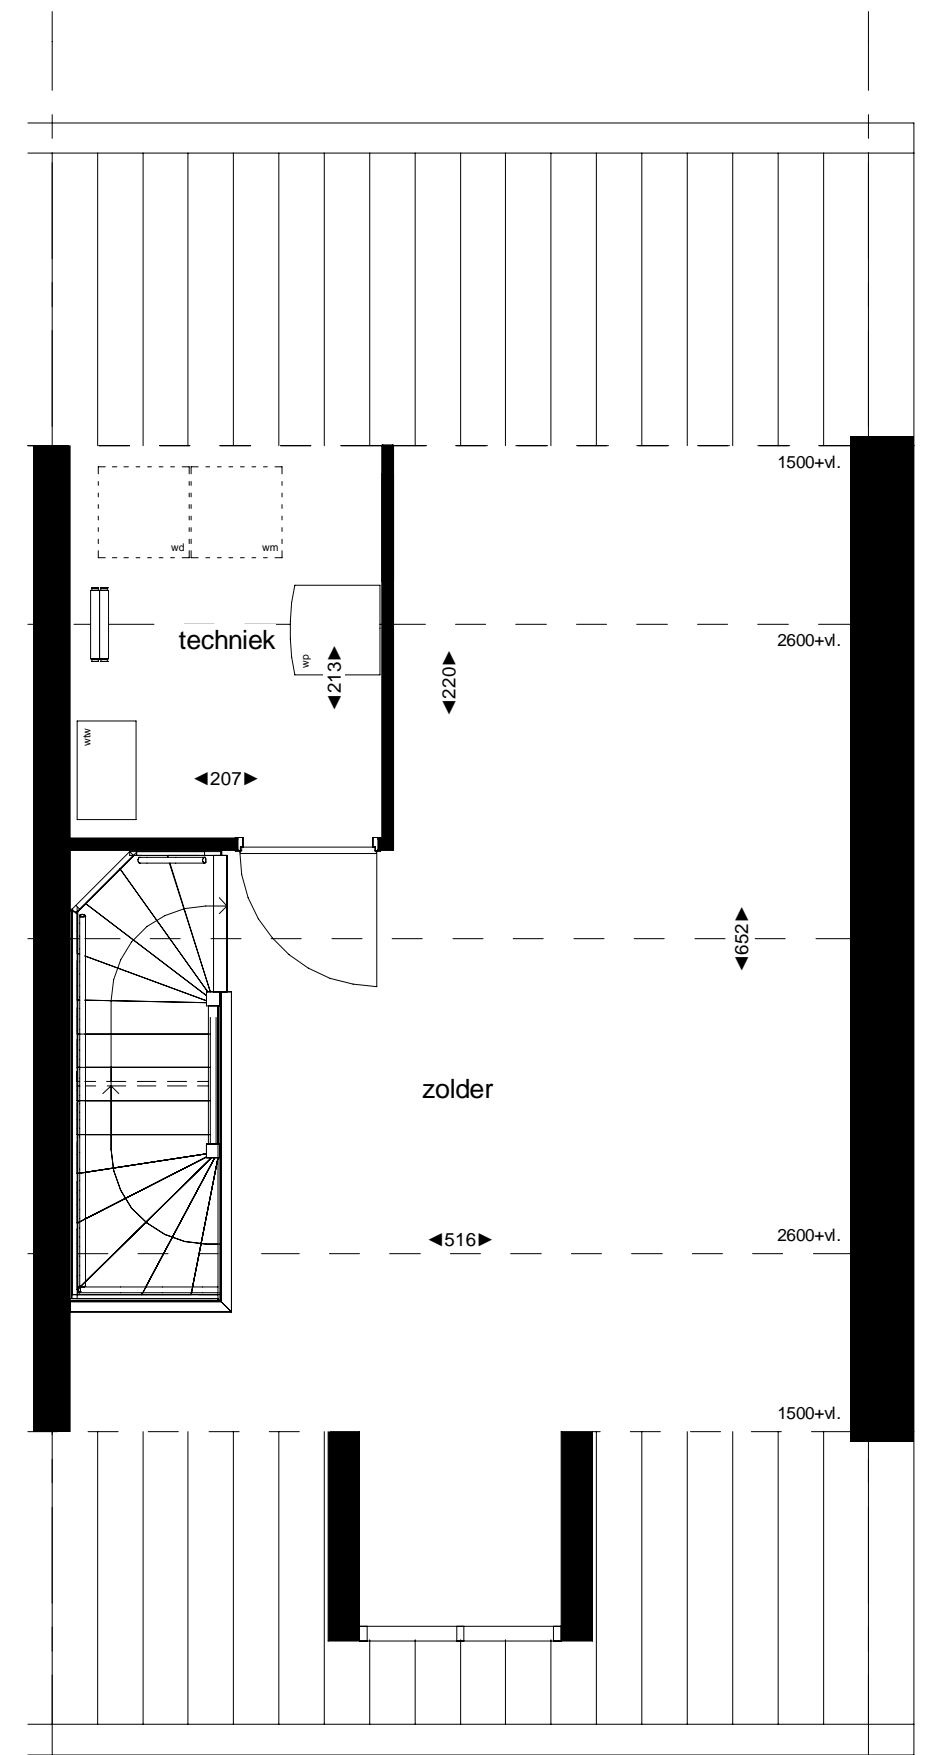 1500+vl.
wd
wm
techniek
2600+vl.
wp
213
220
wtw
207
652
zolder
2600+vl.
516
1500+vl.